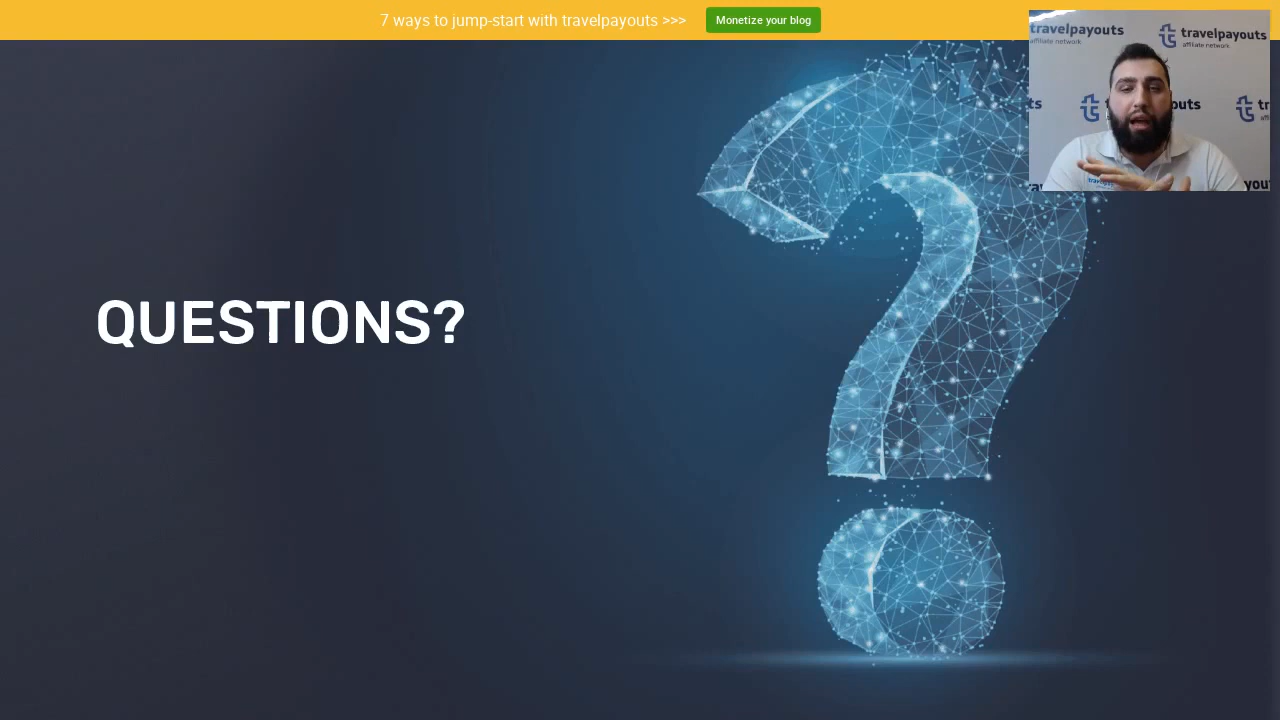 7 ways to jump-start with travelpayouts >>>
Monetize your blog
travelpayouts
affiliate network
travelpayouts
affiliate network
QUESTIONS?